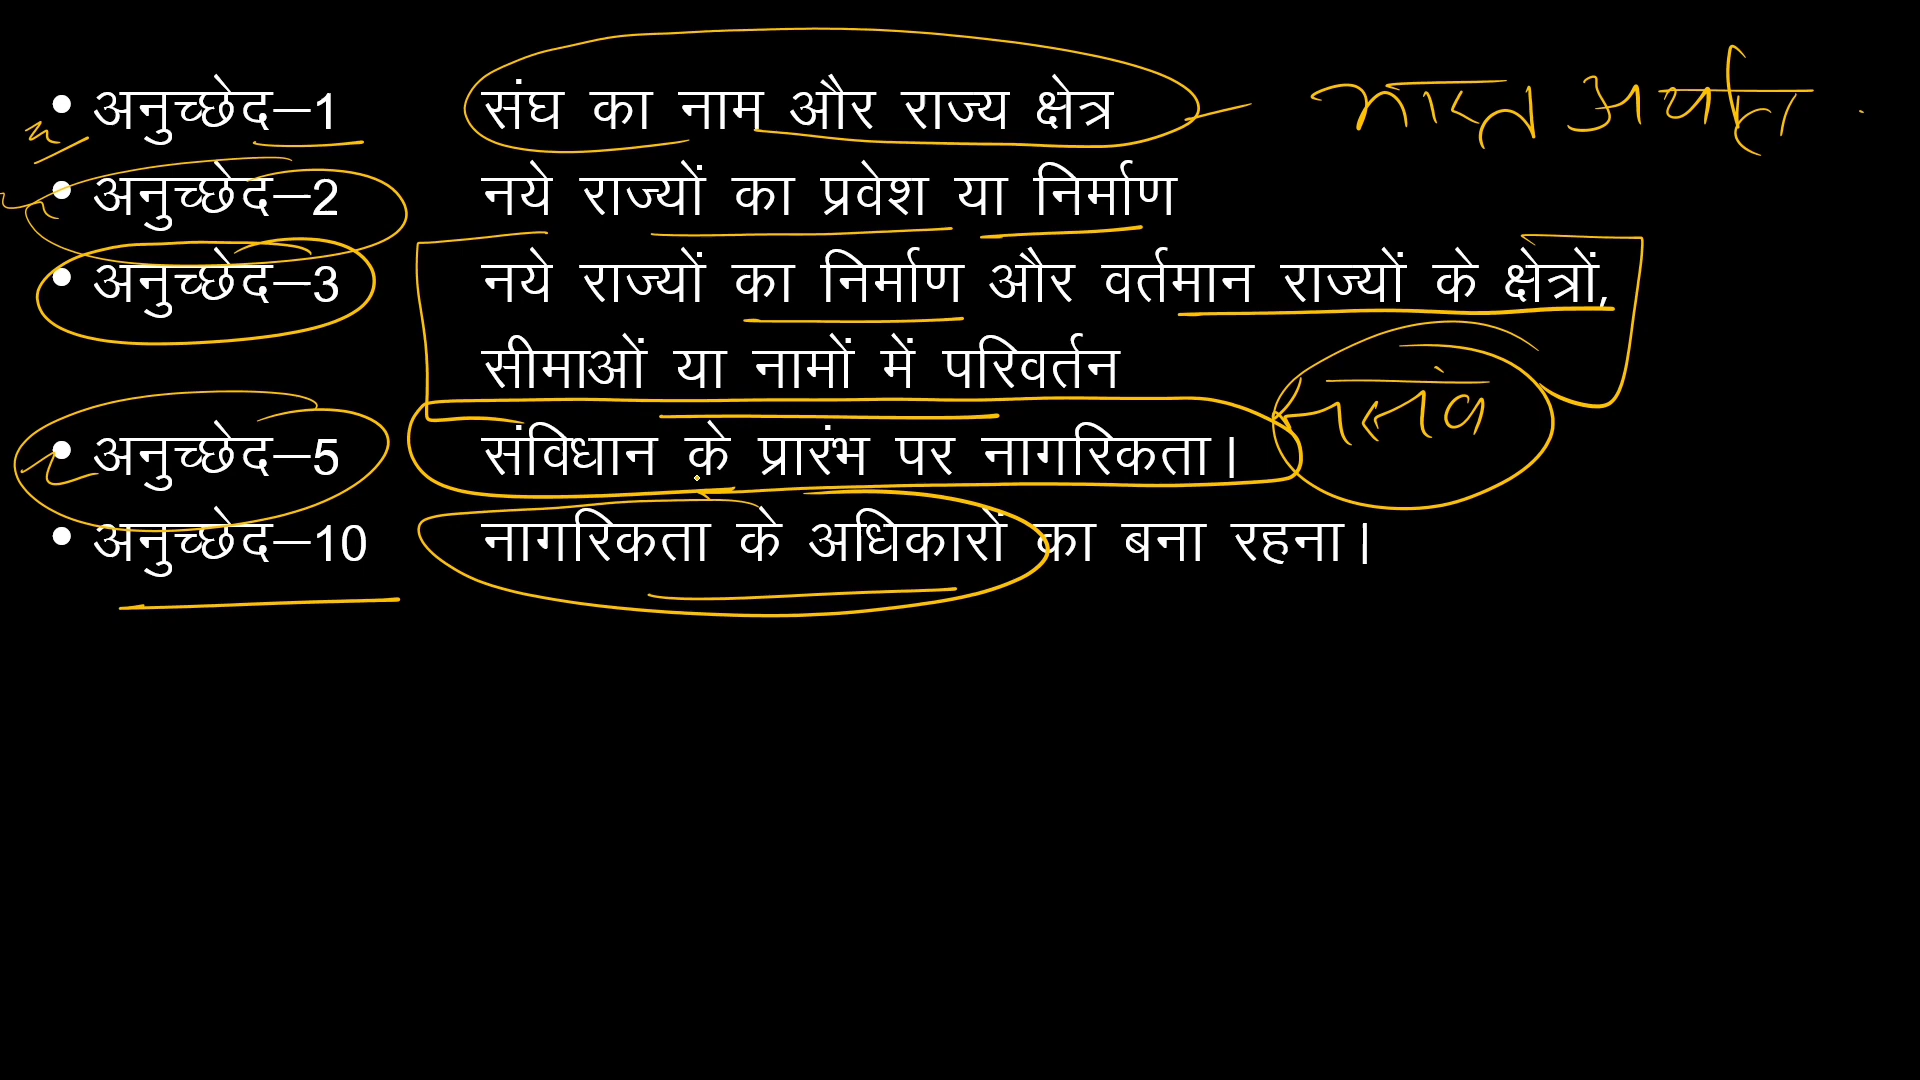 • अनुच्छेद–1 संघ का नाम और राज्य क्षेत्र – भारत अर्थात
• अनुच्छेद–2 नये राज्यों का प्रवेश या निर्माण
• अनुच्छेद–3 नये राज्यों का निर्माण और वर्तमान राज्यों के क्षेत्रों,
सीमाओं या नामों में परिवर्तन
• अनुच्छेद–5 संविधान के प्रारंभ पर नागरिकता।
• अनुच्छेद–10 नागरिकता के अधिकारों का बना रहना।